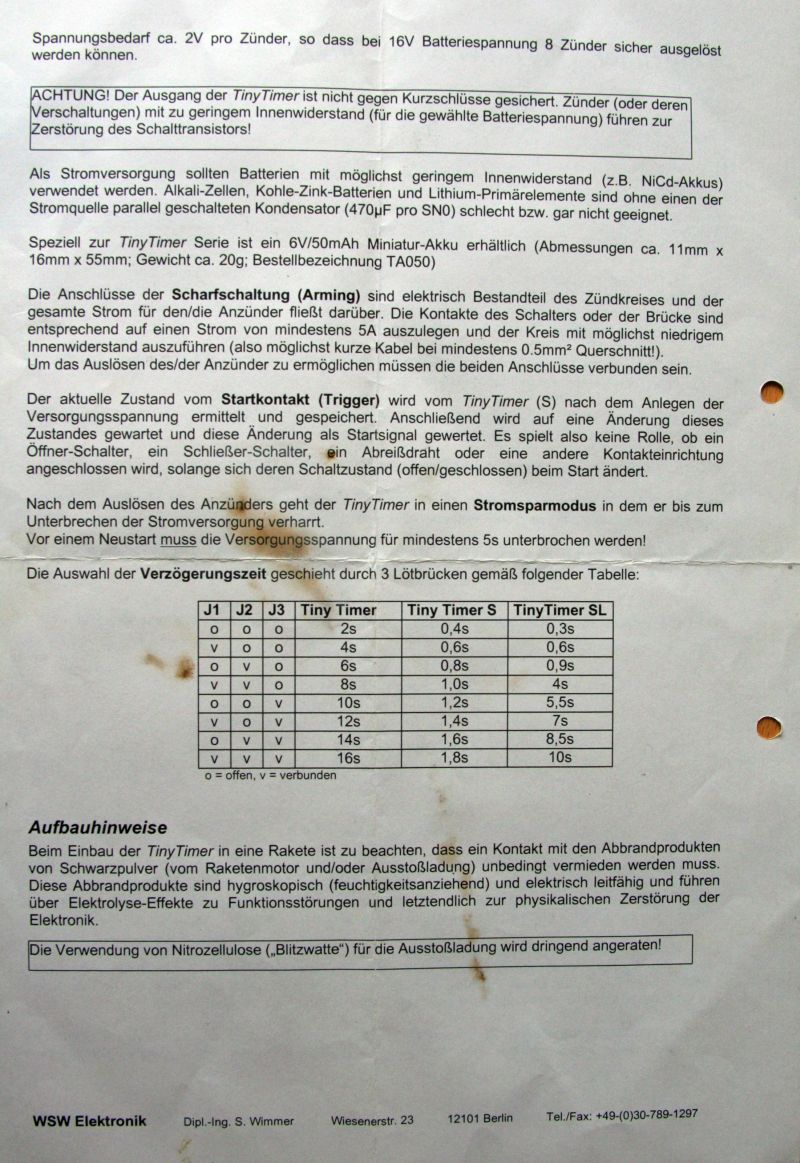 Spannungsbedarf ca. 2V pro Zünder, so dass bei 16V Batteriespannung 8 Zünder sicher ausgelöst
werden können.
ACHTUNG! Der Ausgang der TinyTimer ist nicht gegen Kurzschlüsse gesichert. Zünder (oder deren
Verschaltungen) mit zu geringem Innenwiderstand (für die gewählte Batteriespannung) führen zur
Zerstörung des Schalttransistors!
Als Stromversorgung sollten Batterien mit möglichst geringem Innenwiderstand (z.B. NiCd-Akkus)
verwendet werden. Alkali-Zellen, Kohle-Zink-Batterien und Lithium-Primärelemente sind ohne einen der
Stromquelle parallel geschalteten Kondensator (470µF pro SN0) schlecht bzw. gar nicht geeignet.
Speziell zur TinyTimer Serie ist ein 6V/50mAh Miniatur-Akku erhältlich (Abmessungen ca. 11mm x
16mm x 55mm; Gewicht ca. 20g; Bestellbezeichnung TA050)
Die Anschlüsse der Scharfschaltung (Arming) sind elektrisch Bestandteil des Zündkreises und der
gesamte Strom für den/die Anzünder fließt darüber. Die Kontakte des Schalters oder der Brücke sind
entsprechend auf einen Strom von mindestens 5A auszulegen und der Kreis mit möglichst niedrigem
Innenwiderstand auszuführen (also möglichst kurze Kabel bei mindestens 0.5mm² Querschnitt!).
Um das Auslösen des/der Anzünder zu ermöglichen müssen die beiden Anschlüsse verbunden sein.
Der aktuelle Zustand vom Startkontakt (Trigger) wird vom TinyTimer (S) nach dem Anlegen der
Versorgungsspannung ermittelt und gespeichert. Anschließend wird auf eine Änderung dieses
Zustandes gewartet und diese Änderung als Startsignal gewertet. Es spielt also keine Rolle, ob ein
Öffner-Schalter, ein Schließer-Schalter, ein Abreißdraht oder eine andere Kontakteinrichtung
angeschlossen wird, solange sich deren Schaltzustand (offen/geschlossen) beim Start ändert.
Nach dem Auslösen des Anzünders geht der TinyTimer in einen Stromsparmodus in dem er bis zum
Unterbrechen der Stromversorgung verharrt.
Vor einem Neustart muss die Versorgungsspannung für mindestens 5s unterbrochen werden!
Die Auswahl der Verzögerungszeit geschieht durch 3 Lötbrücken gemäß folgender Tabelle:
J1 J2 J3 Tiny Timer Tiny Timer S TinyTimer SL
o o o 2s 0,4s 0,3s
v o o 4s 0,6s 0,6s
o v o 6s 0,8s 0,9s
v v o 8s 1,0s 4s
o o v 10s 1,2s 5,5s
v o v 12s 1,4s 7s
o v v 14s 1,6s 8,5s
v v v 16s 1,8s 10s
o = offen, v = verbunden
Aufbauhinweise
Beim Einbau der TinyTimer in eine Rakete ist zu beachten, dass ein Kontakt mit den Abbrandprodukten
von Schwarzpulver (vom Raketenmotor und/oder Ausstoßladung) unbedingt vermieden werden muss.
Diese Abbrandprodukte sind hygroskopisch (feuchtigkeitsanziehend) und elektrisch leitfähig und führen
über Elektrolyse-Effekte zu Funktionsstörungen und letztendlich zur physikalischen Zerstörung der
Elektronik.
Die Verwendung von Nitrozellulose („Blitzwatte“) für die Ausstoßladung wird dringend angeraten!
WSW Elektronik Dipl.-Ing. S. Wimmer Wiesenerstr. 23 12101 Berlin Tel./Fax: +49-(0)30-789-1297